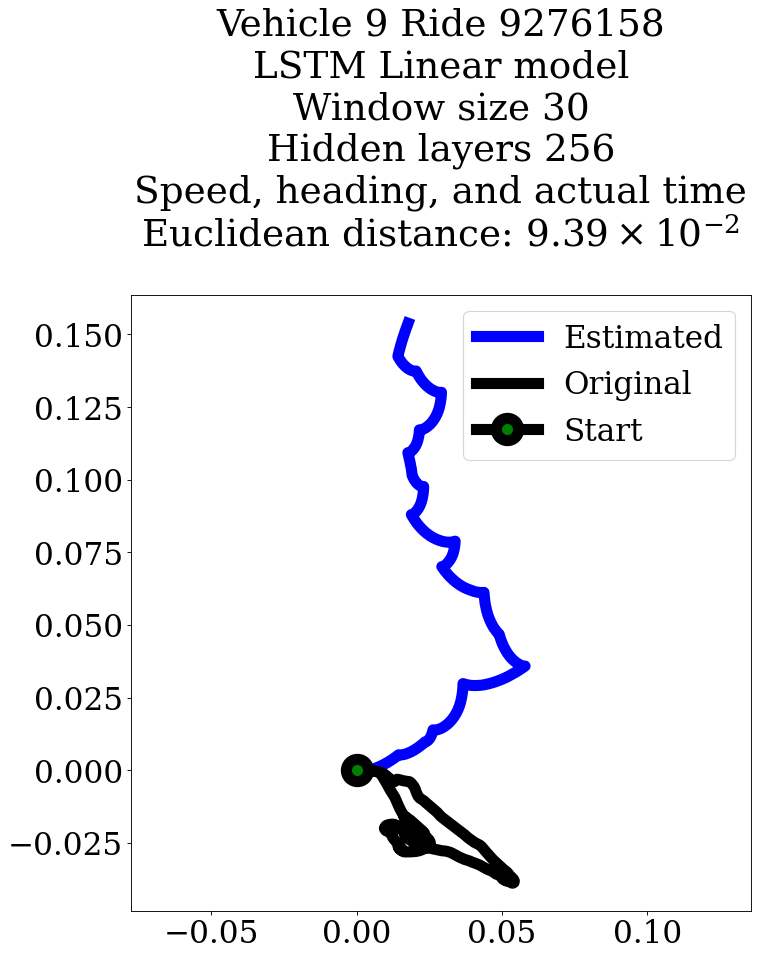 Vehicle 9 Ride 9276158
LSTM Linear model
Window size 30
Hidden layers 256
Speed, heading, and actual time
Euclidean distance: 9.39 × 10⁻²
0.150
0.125
0.100
0.075
0.050
0.025
0.000
−0.025
Estimated
Original
Start
−0.05
0.00
0.05
0.10